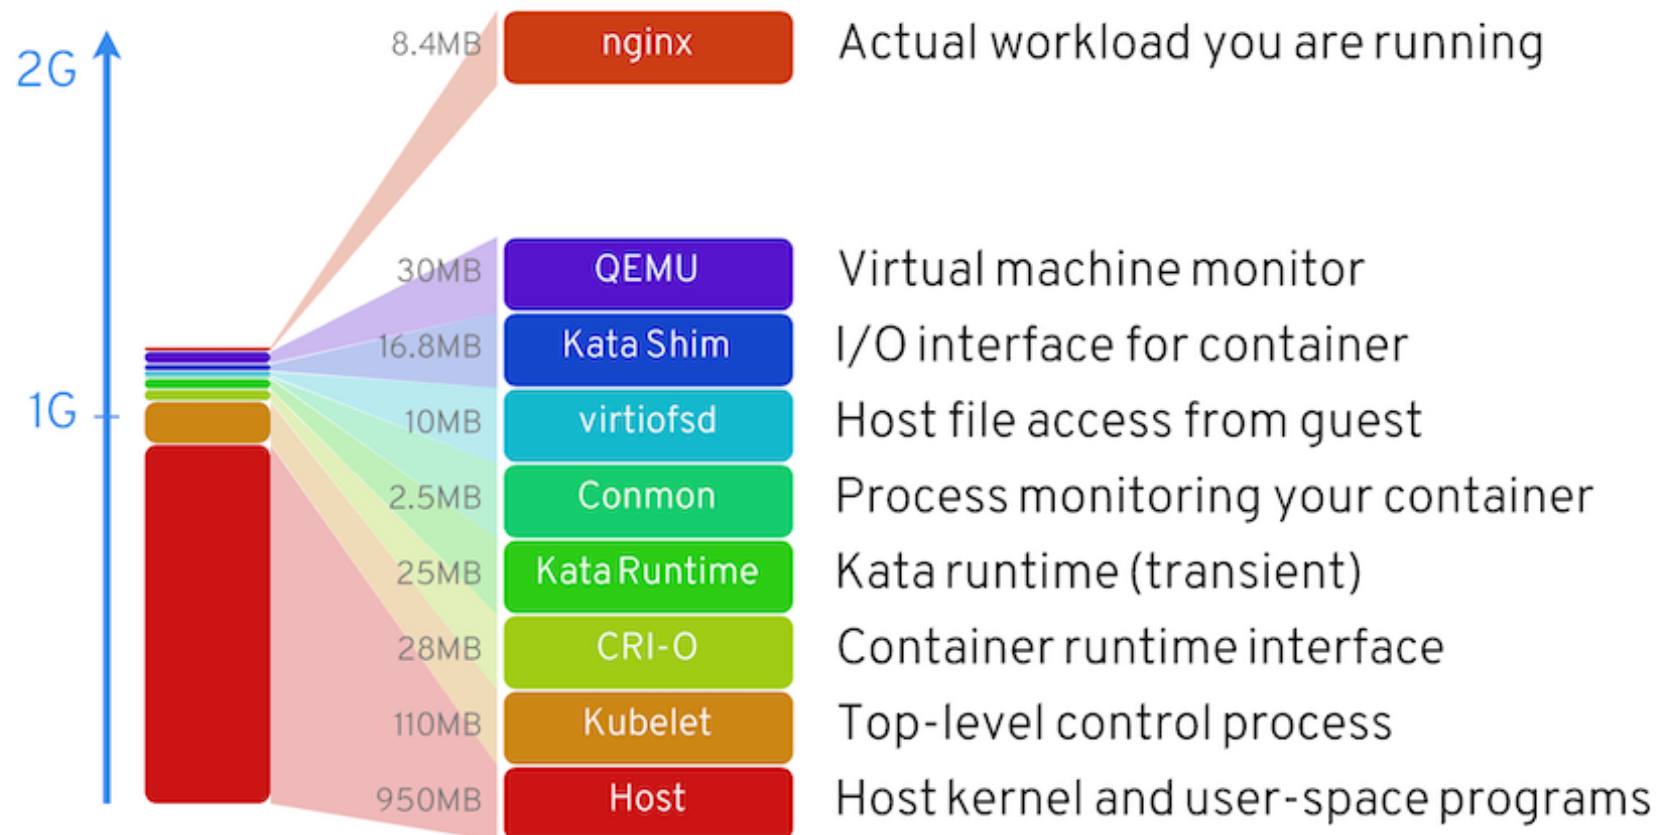 2G
1G
8.4MB nginx Actual workload you are running
30MB QEMU Virtual machine monitor
16.8MB Kata Shim I/O interface for container
10MB virtiofsd Host file access from guest
2.5MB Conmon Process monitoring your container
25MB Kata Runtime Kata runtime (transient)
28MB CRI-O Container runtime interface
110MB Kubelet Top-level control process
950MB Host Host kernel and user-space programs